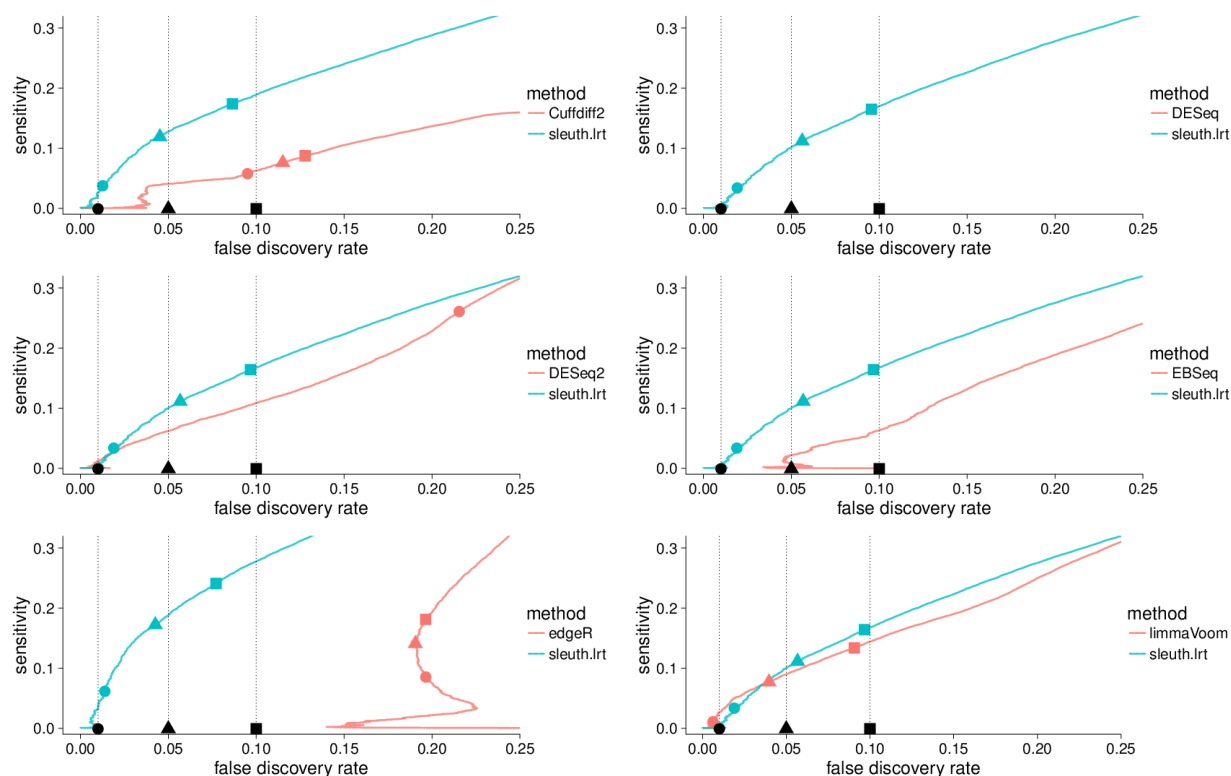 0.3
0.2
0.1
0.0
sensitivity
0.00 0.05 0.10 0.15 0.20 0.25
false discovery rate
method
Cuffdiff2
sleuth.lrt
0.3
0.2
0.1
0.0
sensitivity
0.00 0.05 0.10 0.15 0.20 0.25
false discovery rate
method
DESeq
sleuth.lrt
0.3
0.2
0.1
0.0
sensitivity
0.00 0.05 0.10 0.15 0.20 0.25
false discovery rate
method
DESeq2
sleuth.lrt
0.3
0.2
0.1
0.0
sensitivity
0.00 0.05 0.10 0.15 0.20 0.25
false discovery rate
method
EBSeq
sleuth.lrt
0.3
0.2
0.1
0.0
sensitivity
0.00 0.05 0.10 0.15 0.20 0.25
false discovery rate
method
edgeR
sleuth.lrt
0.3
0.2
0.1
0.0
sensitivity
0.00 0.05 0.10 0.15 0.20 0.25
false discovery rate
method
limmaVoom
sleuth.lrt